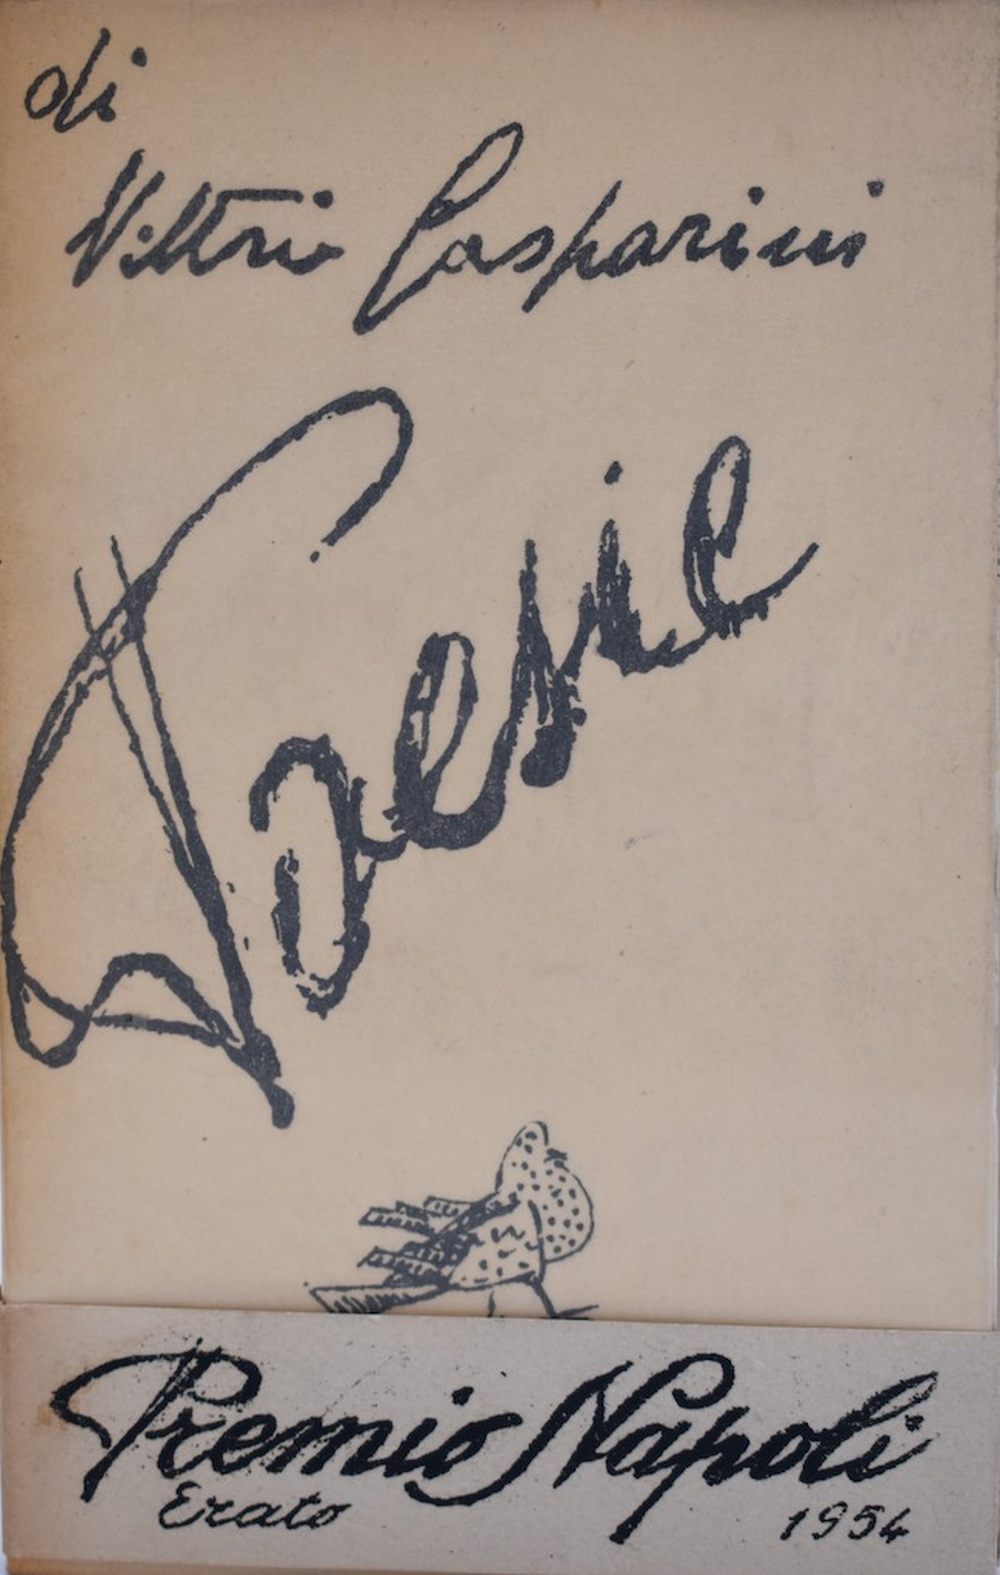 di
Vittorio Gasparini
Poesie
Premio Napoli
Erato 1954